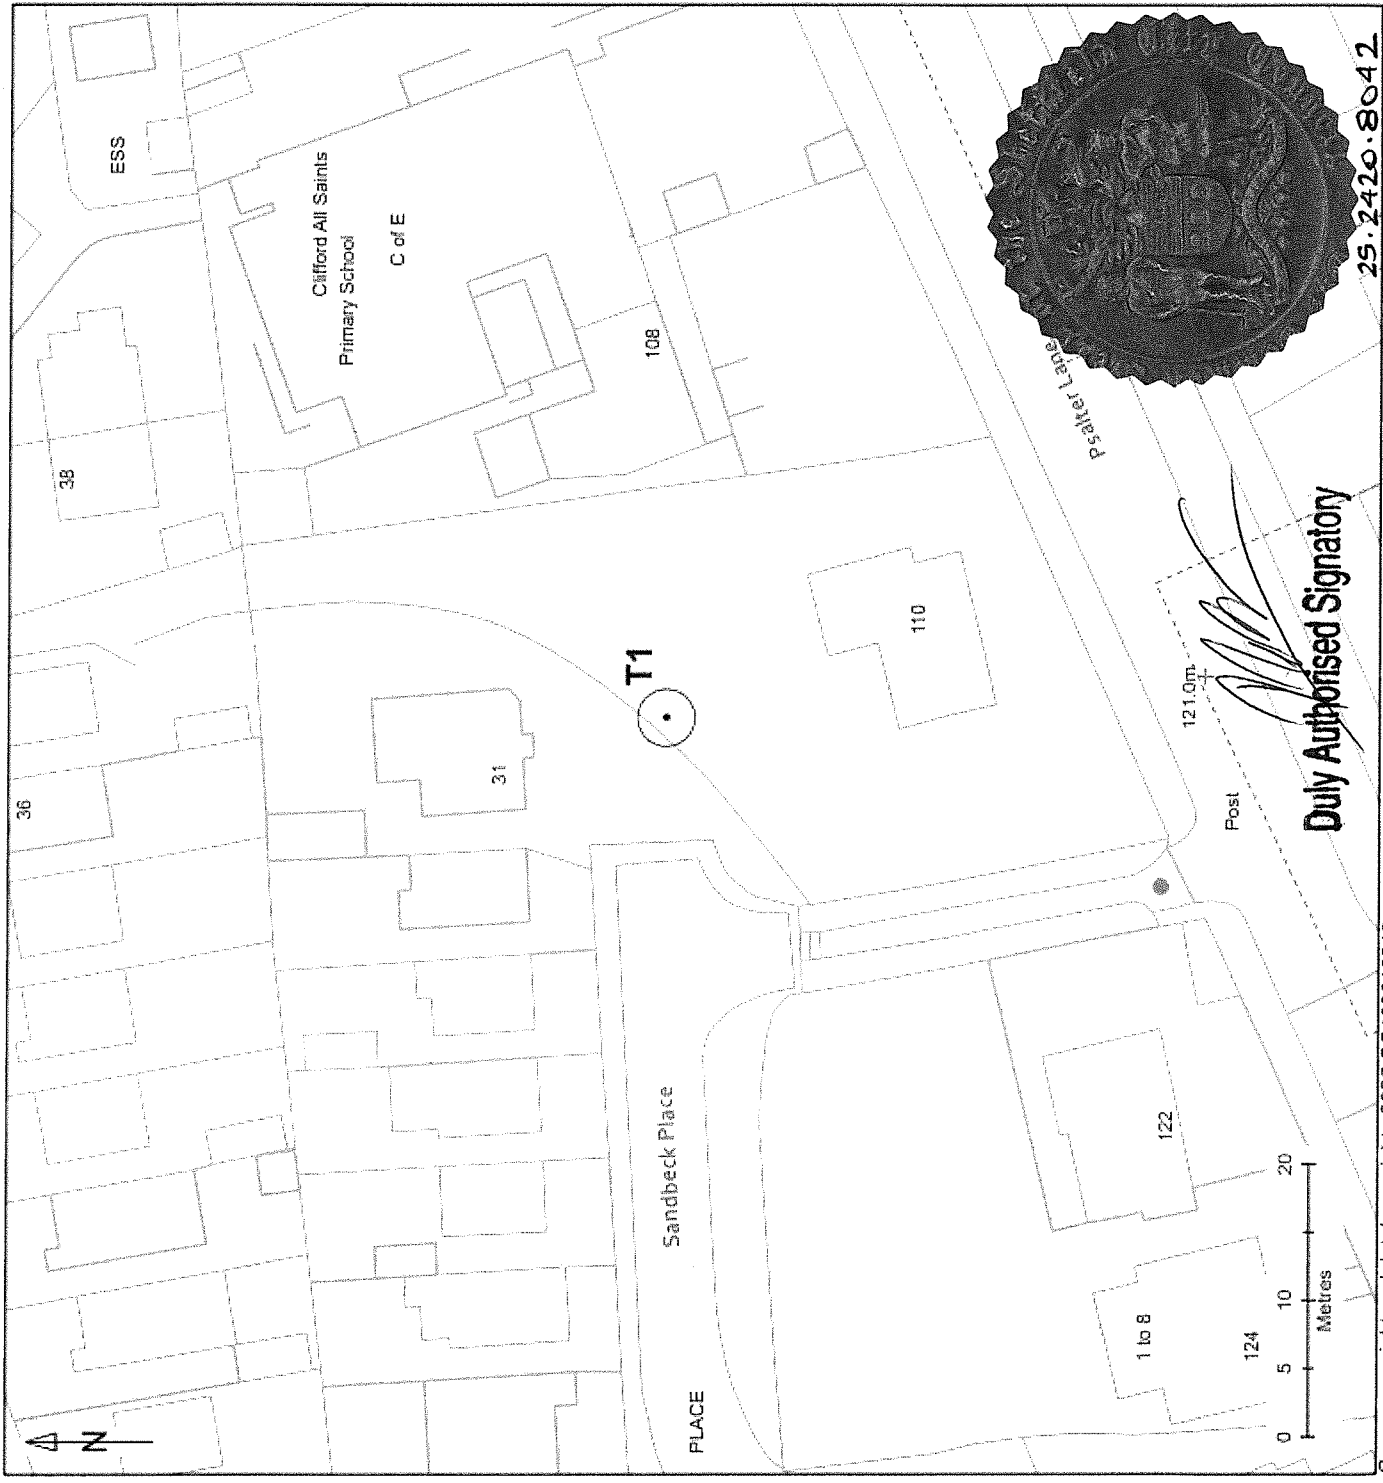 36
38
ESS
Clifford All Saints
Primary School
C of E
108
31
T1
110
Psalter Lane
Sandbeck Place
PLACE
121.0m
Post
122
1 to 8
124
N
0 5 10 20
Metres
Duly Authorised Signatory
25.2420.8042